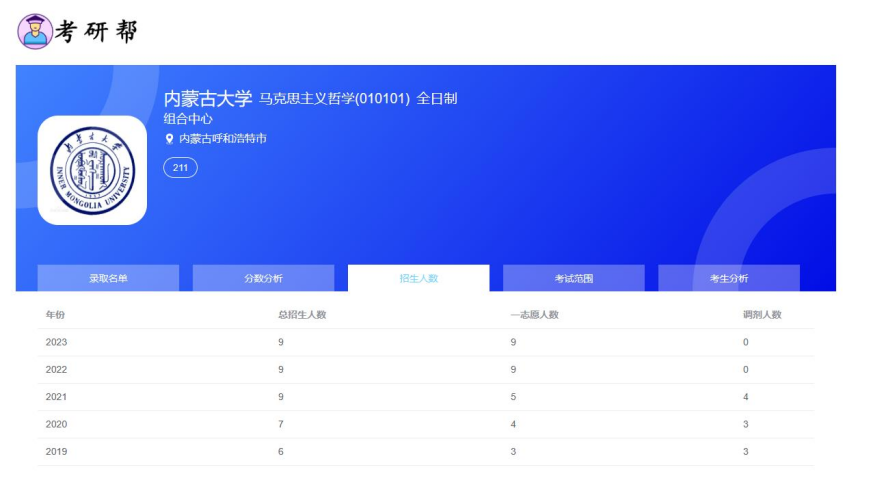 考研帮
内蒙古大学 马克思主义哲学(010101) 全日制
组合中心
内蒙古呼和浩特市
211
INNER MONGOLIA UNIVERSITY
录取名单 分数分析 招生人数 考试范围 考生分析
年份 总招生人数 一志愿人数 调剂人数
2023 9 9 0
2022 9 9 0
2021 9 5 4
2020 7 4 3
2019 6 3 3